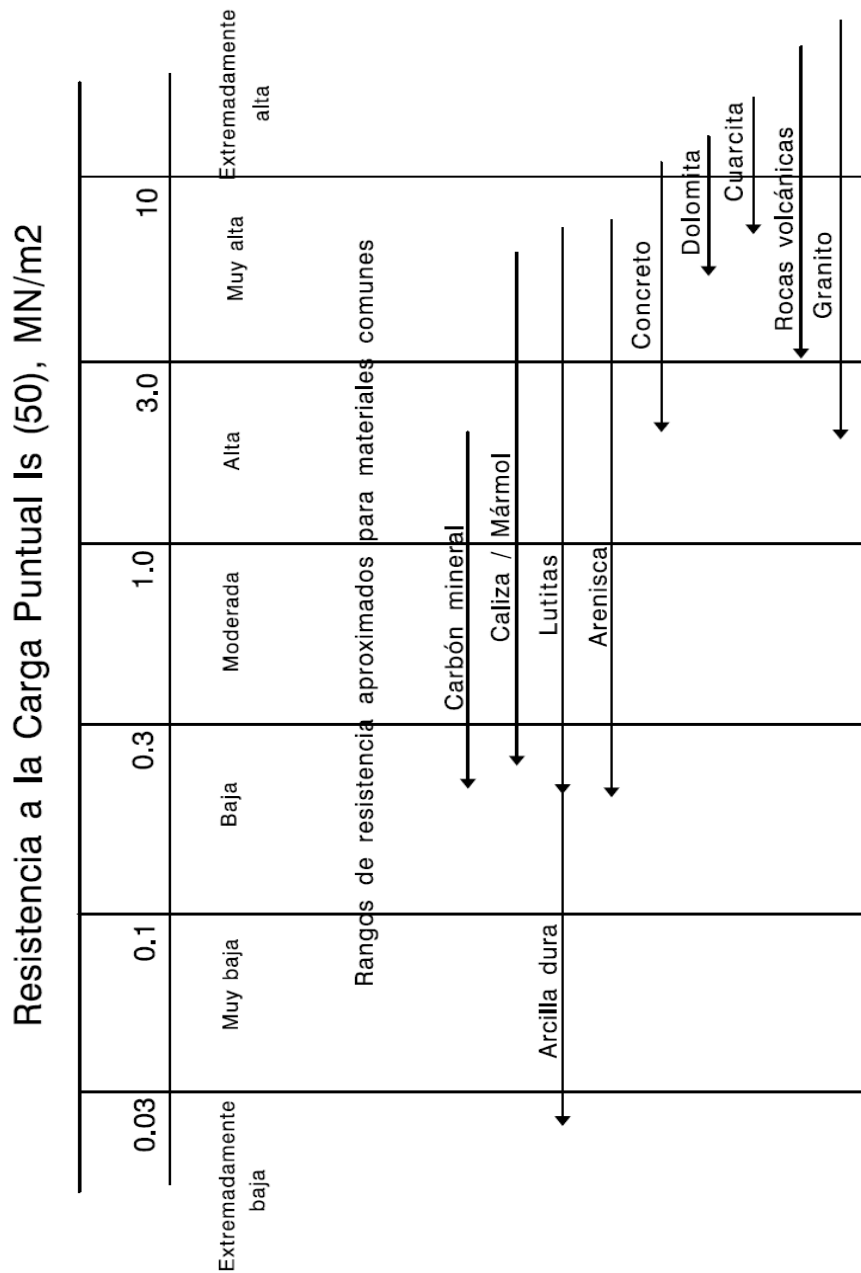 Resistencia a la Carga Puntual Is (50), MN/m2
0.03
0.1
0.3
1.0
3.0
10
Extremadamente
baja
Muy baja
Baja
Moderada
Alta
Muy alta
Extremadamente
alta
Rangos de resistencia aproximados para materiales comunes
Carbón mineral
Caliza / Mármol
Arcilla dura
Lutitas
Arenisca
Concreto
Dolomita
Cuarcita
Rocas volcánicas
Granito